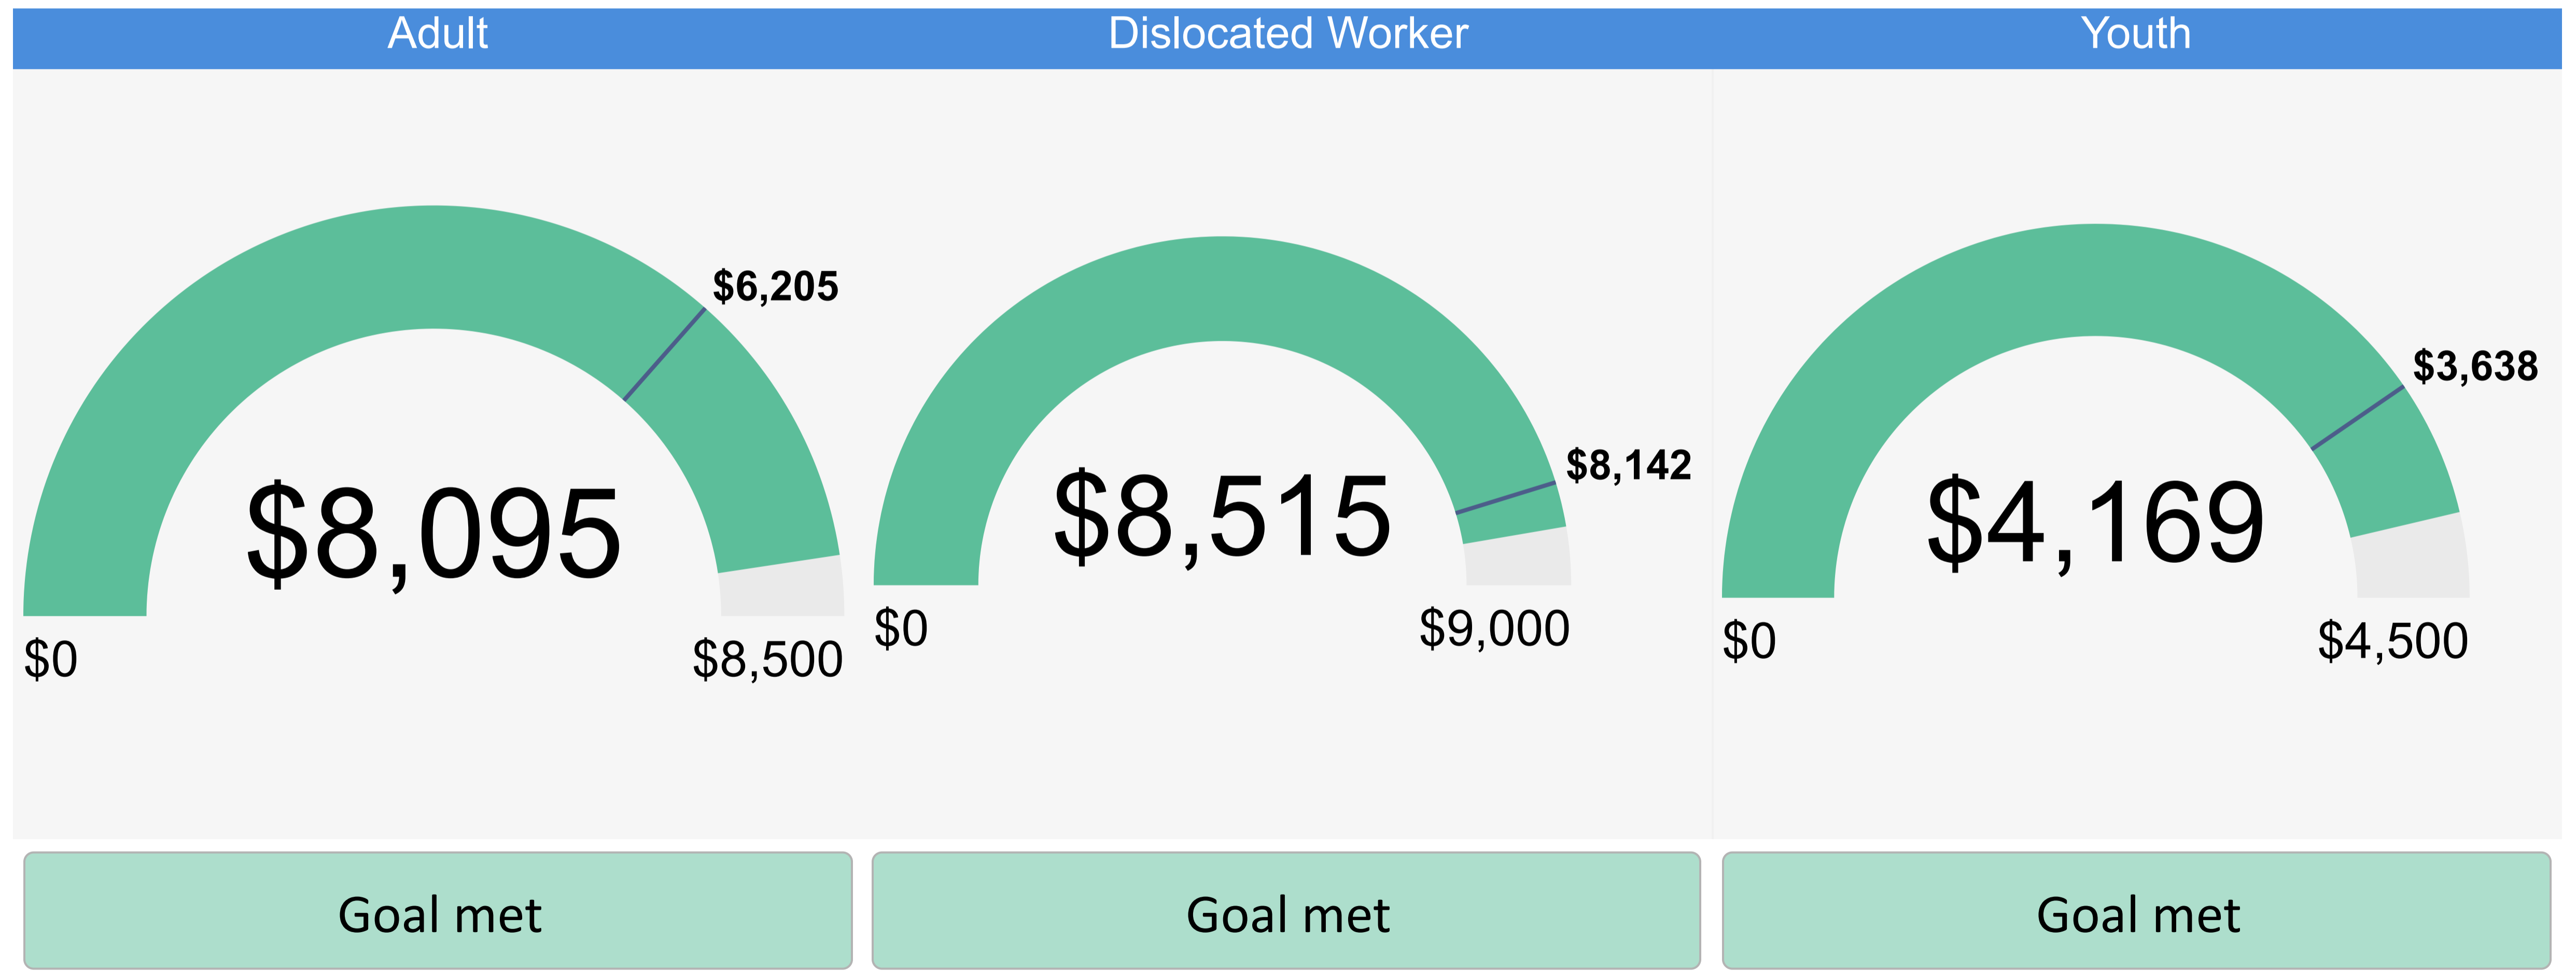 Adult
Dislocated Worker
Youth
$6,205
$8,095
$0
$8,500
$8,142
$8,515
$0
$9,000
$3,638
$4,169
$0
$4,500
Goal met
Goal met
Goal met